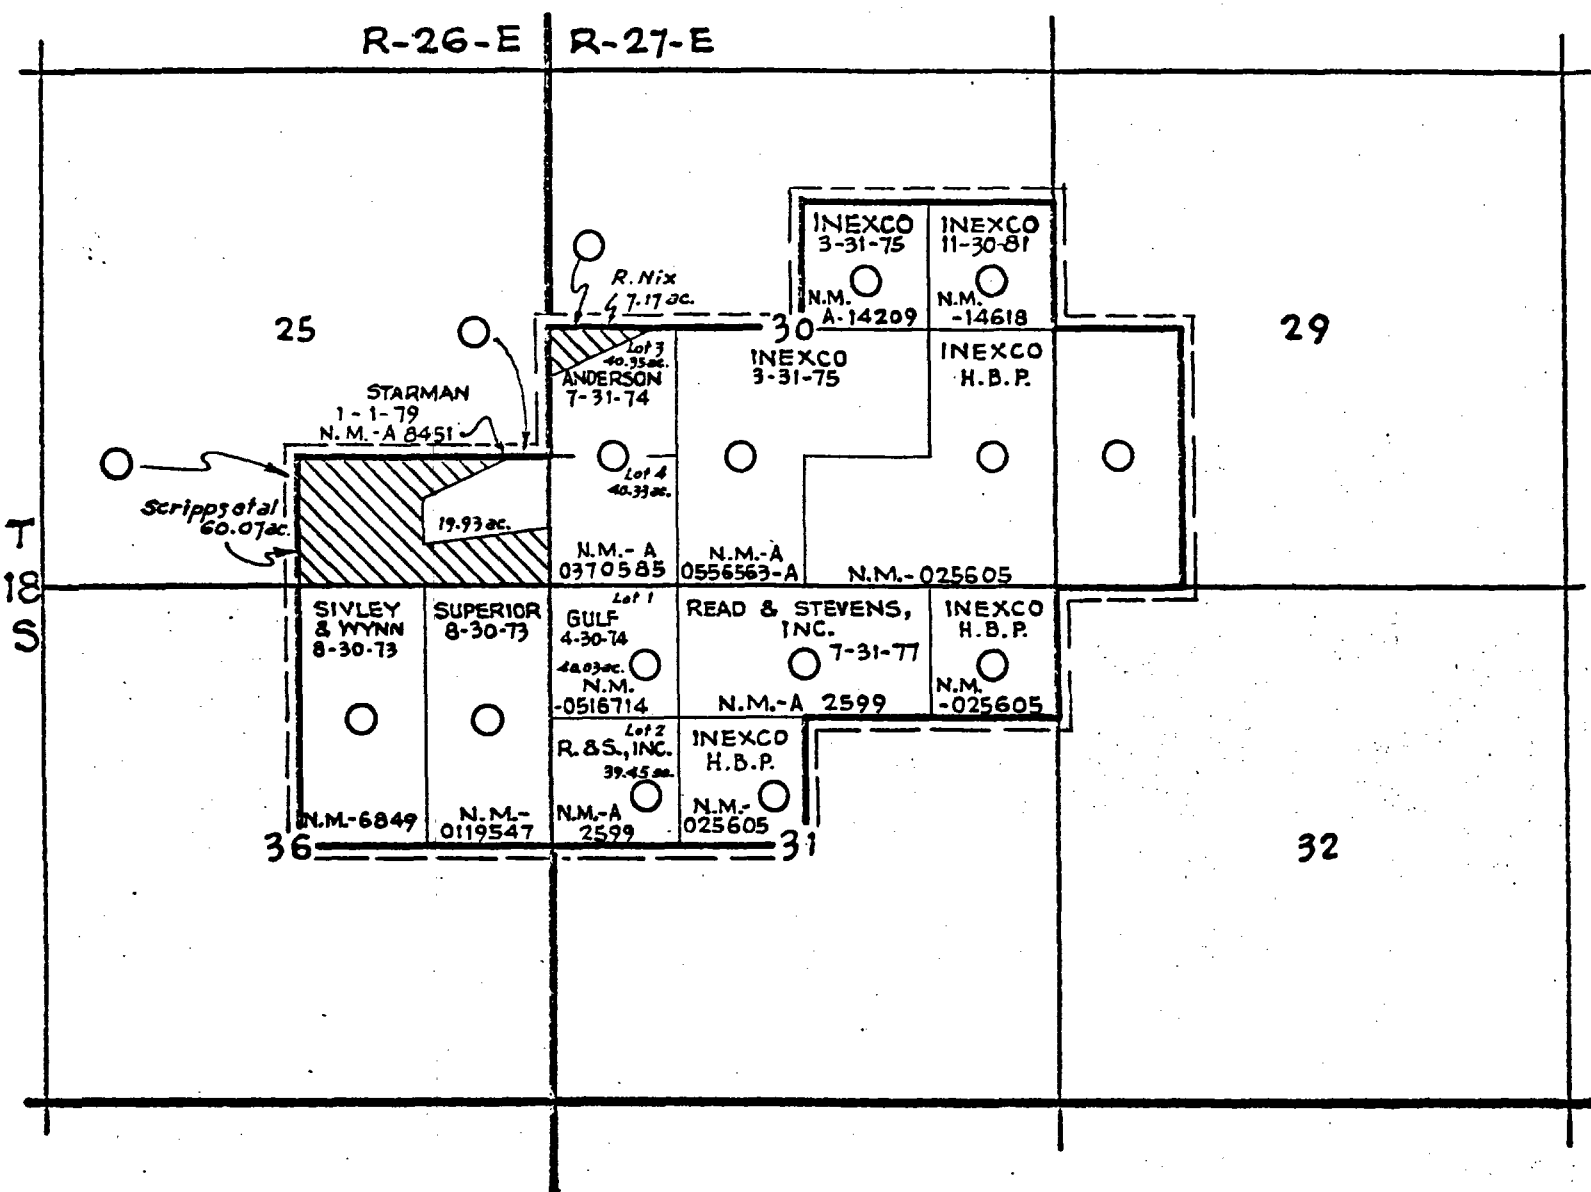 R-26-E
R-27-E
INEXCO
3-31-75
N.M.
A-14209
INEXCO
11-30-81
N.M.
-14618
R. Nix
7.17 ac.
25
30
29
Lot 3
40.35 ac.
ANDERSON
7-31-74
Lot 4
40.33 ac.
N.M.-A
0370585
INEXCO
3-31-75
N.M.-A
0556563-A
INEXCO
H.B.P.
N.M.-025605
STARMAN
1-1-79
N.M.-A 8451
Scripps etal
60.07 ac.
19.93 ac.
T
18
S
SIVLEY
& WYNN
8-30-73
N.M.-6849
SUPERIOR
8-30-73
N.M.-
0119547
Lot 1
GULF
4-30-74
40.03 ac.
N.M.
-0516714
READ & STEVENS,
INC.
7-31-77
N.M.-A 2599
INEXCO
H.B.P.
N.M.
-025605
Lot 2
R.&S., INC.
39.45 ac.
N.M.-A
2599
INEXCO
H.B.P.
N.M.-
025605
36
31
32